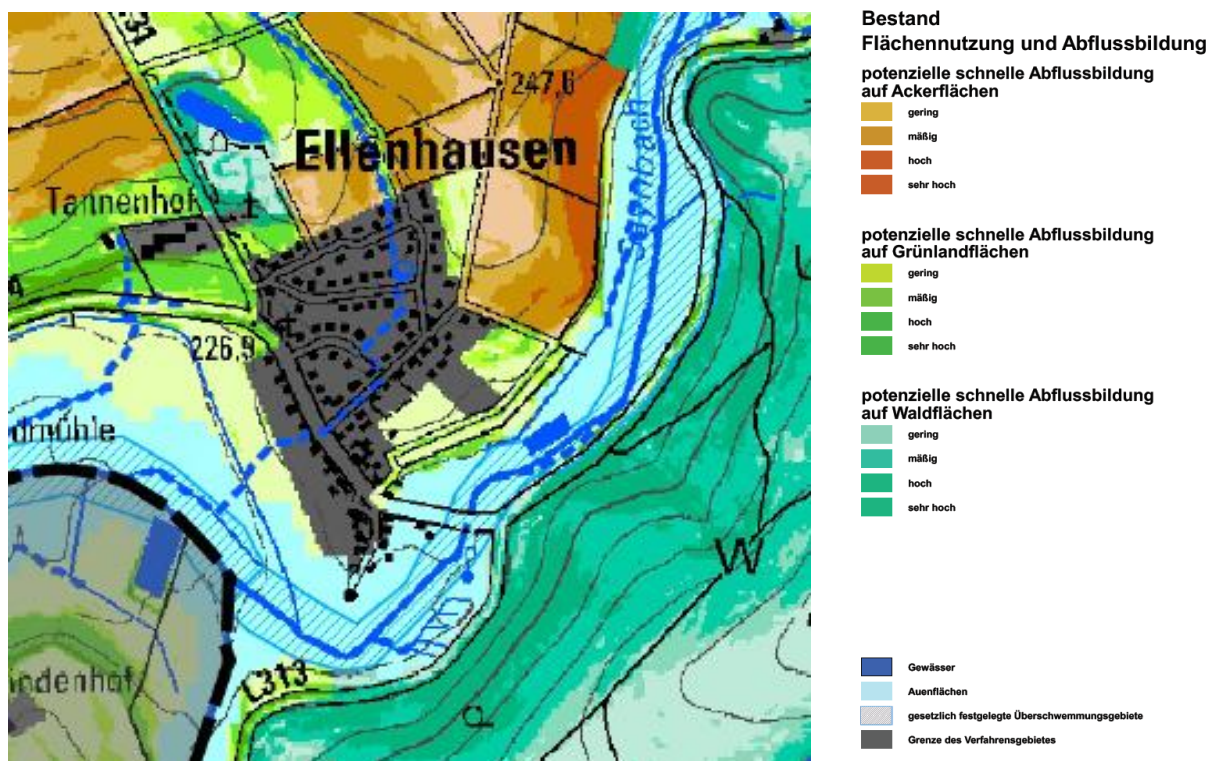 Bestand
Flächennutzung und Abflussbildung
potenzielle schnelle Abflussbildung
auf Ackerflächen
gering
mäßig
hoch
sehr hoch
potenzielle schnelle Abflussbildung
auf Grünlandflächen
gering
mäßig
hoch
sehr hoch
potenzielle schnelle Abflussbildung
auf Waldflächen
gering
mäßig
hoch
sehr hoch
Gewässer
Auenflächen
gesetzlich festgelegte Überschwemmungsgebiete
Grenze des Verfahrensgebietes
247,6
Ellenhausen
Tannenhof
226,9
dmühle
W
L313
P